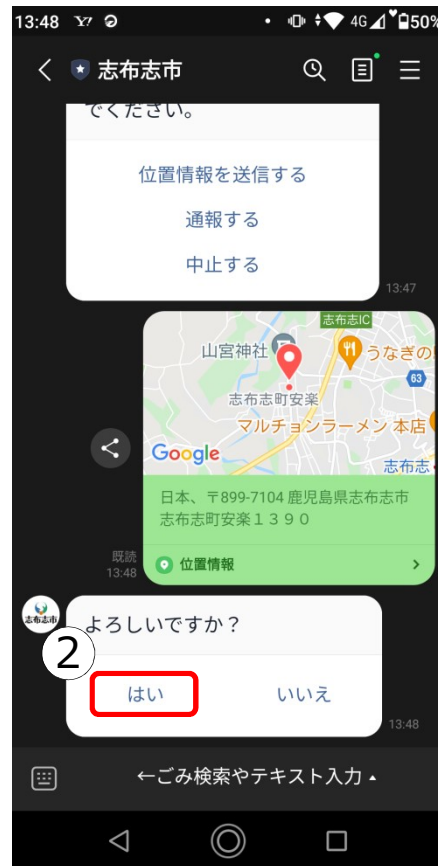 13:48
4G
50%
志布志市
でください。
位置情報を送信する
通報する
中止する
13:47
志布志IC
山宮神社
うなぎの
63
志布志町安楽
マルチョンラーメン 本店
Google
志布志
日本、〒899-7104 鹿児島県志布志市
志布志町安楽１３９０
既読
13:48
位置情報
志布志市
よろしいですか？
2
はい
いいえ
13:48
←ごみ検索やテキスト入力